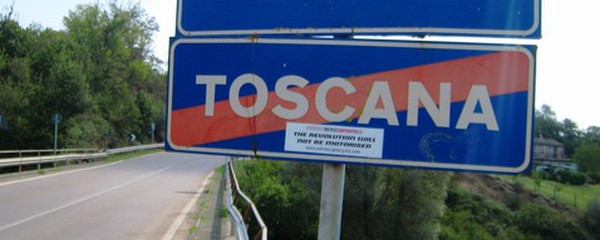 TOSCANA
THE REVOLUTION WILL
NOT BE MOTORISED